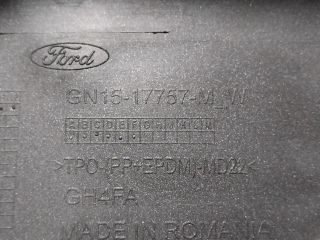 Ford
GN15-17757-M_W
A B C D E F G H J K L M
>TPO-(PP+EPDM)-MD22<
GH4FA
MADE IN ROMANIA